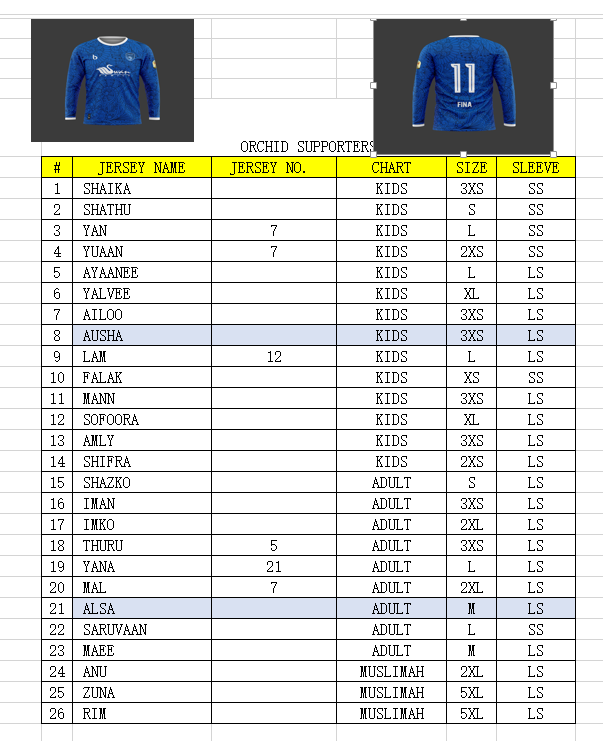 11
FINA
ORCHID SUPPORTERS
# JERSEY NAME JERSEY NO. CHART SIZE SLEEVE
1 SHAIKA KIDS 3XS SS
2 SHATHU KIDS S SS
3 YAN 7 KIDS L SS
4 YUAAN 7 KIDS 2XS SS
5 AYAANEE KIDS L LS
6 YALVEE KIDS XL LS
7 AILOO KIDS 3XS LS
8 AUSHA KIDS 3XS LS
9 LAM 12 KIDS L LS
10 FALAK KIDS XS SS
11 MANN KIDS 3XS LS
12 SOFOORA KIDS XL LS
13 AMLY KIDS 3XS LS
14 SHIFRA KIDS 2XS LS
15 SHAZKO ADULT S LS
16 IMAN ADULT 3XS LS
17 IMKO ADULT 2XL LS
18 THURU 5 ADULT 3XS LS
19 YANA 21 ADULT L LS
20 MAL 7 ADULT 2XL LS
21 ALSA ADULT M LS
22 SARUVAAN ADULT L SS
23 MAEE ADULT M LS
24 ANU MUSLIMAH 2XL LS
25 ZUNA MUSLIMAH 5XL LS
26 RIM MUSLIMAH 5XL LS